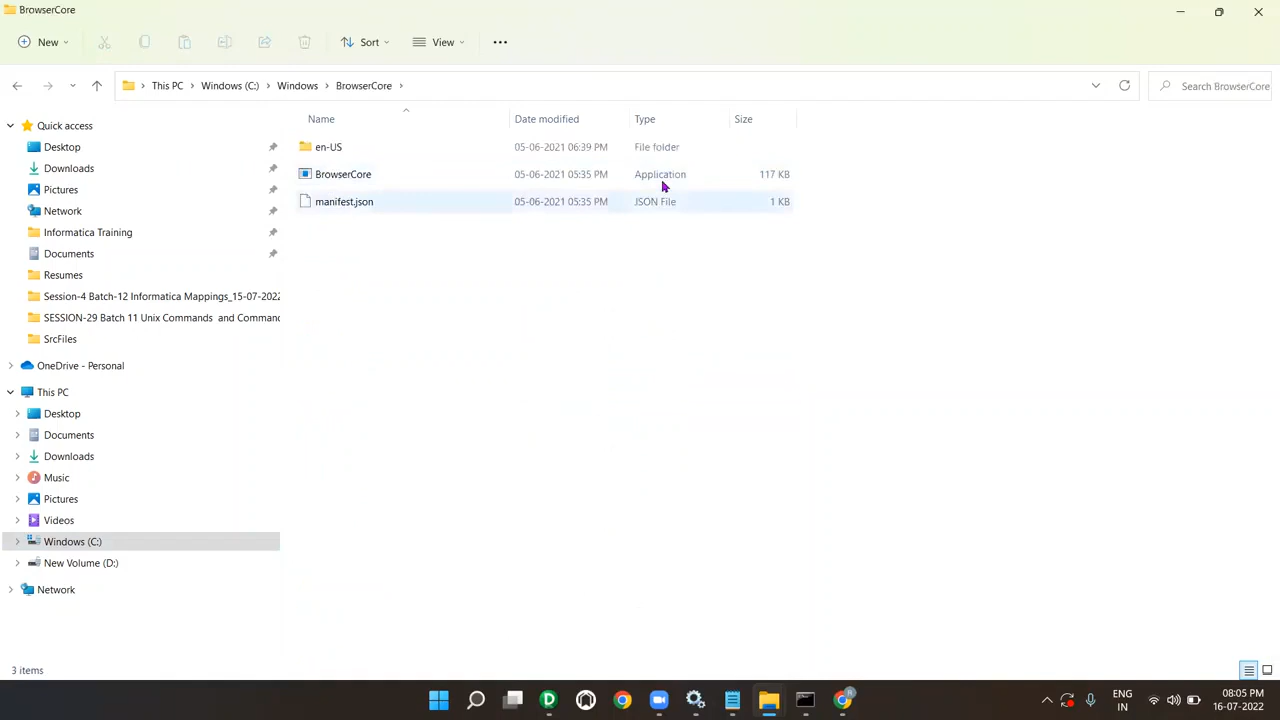 BrowserCore
New
Sort
View
This PC
Windows (C:)
Windows
BrowserCore
Search BrowserCore
Name
Date modified
Type
Size
en-US
05-06-2021 06:39 PM
File folder
BrowserCore
05-06-2021 05:35 PM
Application
117 KB
manifest.json
05-06-2021 05:35 PM
JSON File
1 KB
Quick access
Desktop
Downloads
Pictures
Network
Informatica Training
Documents
Resumes
Session-4 Batch-12 Informatica Mappings_15-07-2022
SESSION-29 Batch 11 Unix Commands and Command
SrcFiles
OneDrive - Personal
This PC
Desktop
Documents
Downloads
Music
Pictures
Videos
Windows (C:)
New Volume (D:)
Network
3 items
ENG
IN
08:05 PM
16-07-2022